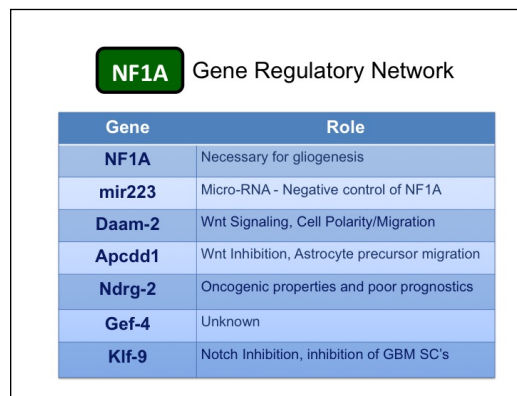 NF1A Gene Regulatory Network
Gene Role
NF1A Necessary for gliogenesis
mir223 Micro-RNA - Negative control of NF1A
Daam-2 Wnt Signaling, Cell Polarity/Migration
Apcdd1 Wnt Inhibition, Astrocyte precursor migration
Ndrg-2 Oncogenic properties and poor prognostics
Gef-4 Unknown
Klf-9 Notch Inhibition, inhibition of GBM SC's